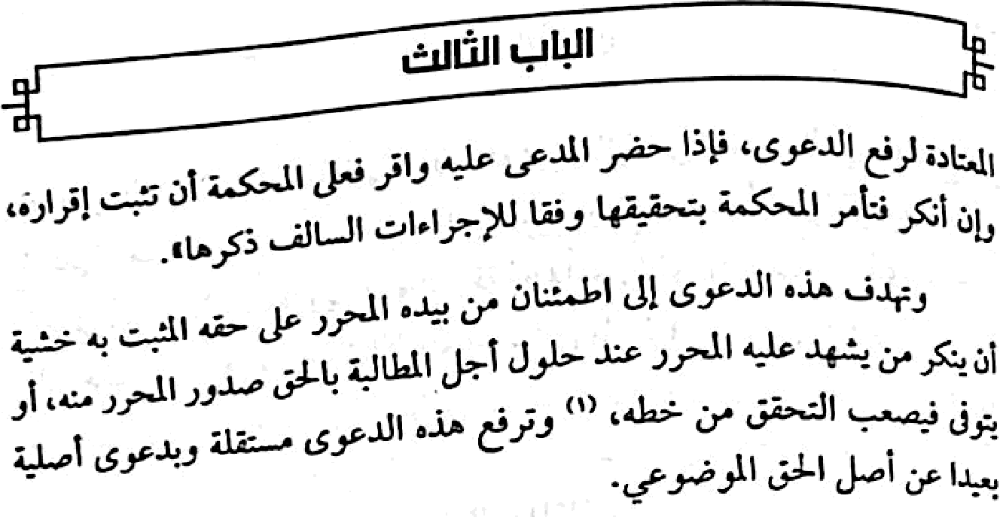 الباب الثالث
المعتادة لرفع الدعوى، فإذا حضر المدعى عليه واقر فعلى المحكمة أن تثبت إقراره،
وإن أنكر فتأمر المحكمة بتحقيقها وفقا للإجراءات السالف ذكرها».
وتهدف هذه الدعوى إلى اطمئنان من بيده المحرر على حقه المثبت به خشية
أن ينكر من يشهد عليه المحرر عند حلول أجل المطالبة بالحق صدور المحرر منه، أو
يتوفى فيصعب التحقق من خطه، (١) وترفع هذه الدعوى مستقلة وبدعوى أصلية
بعيدا عن أصل الحق الموضوعي.